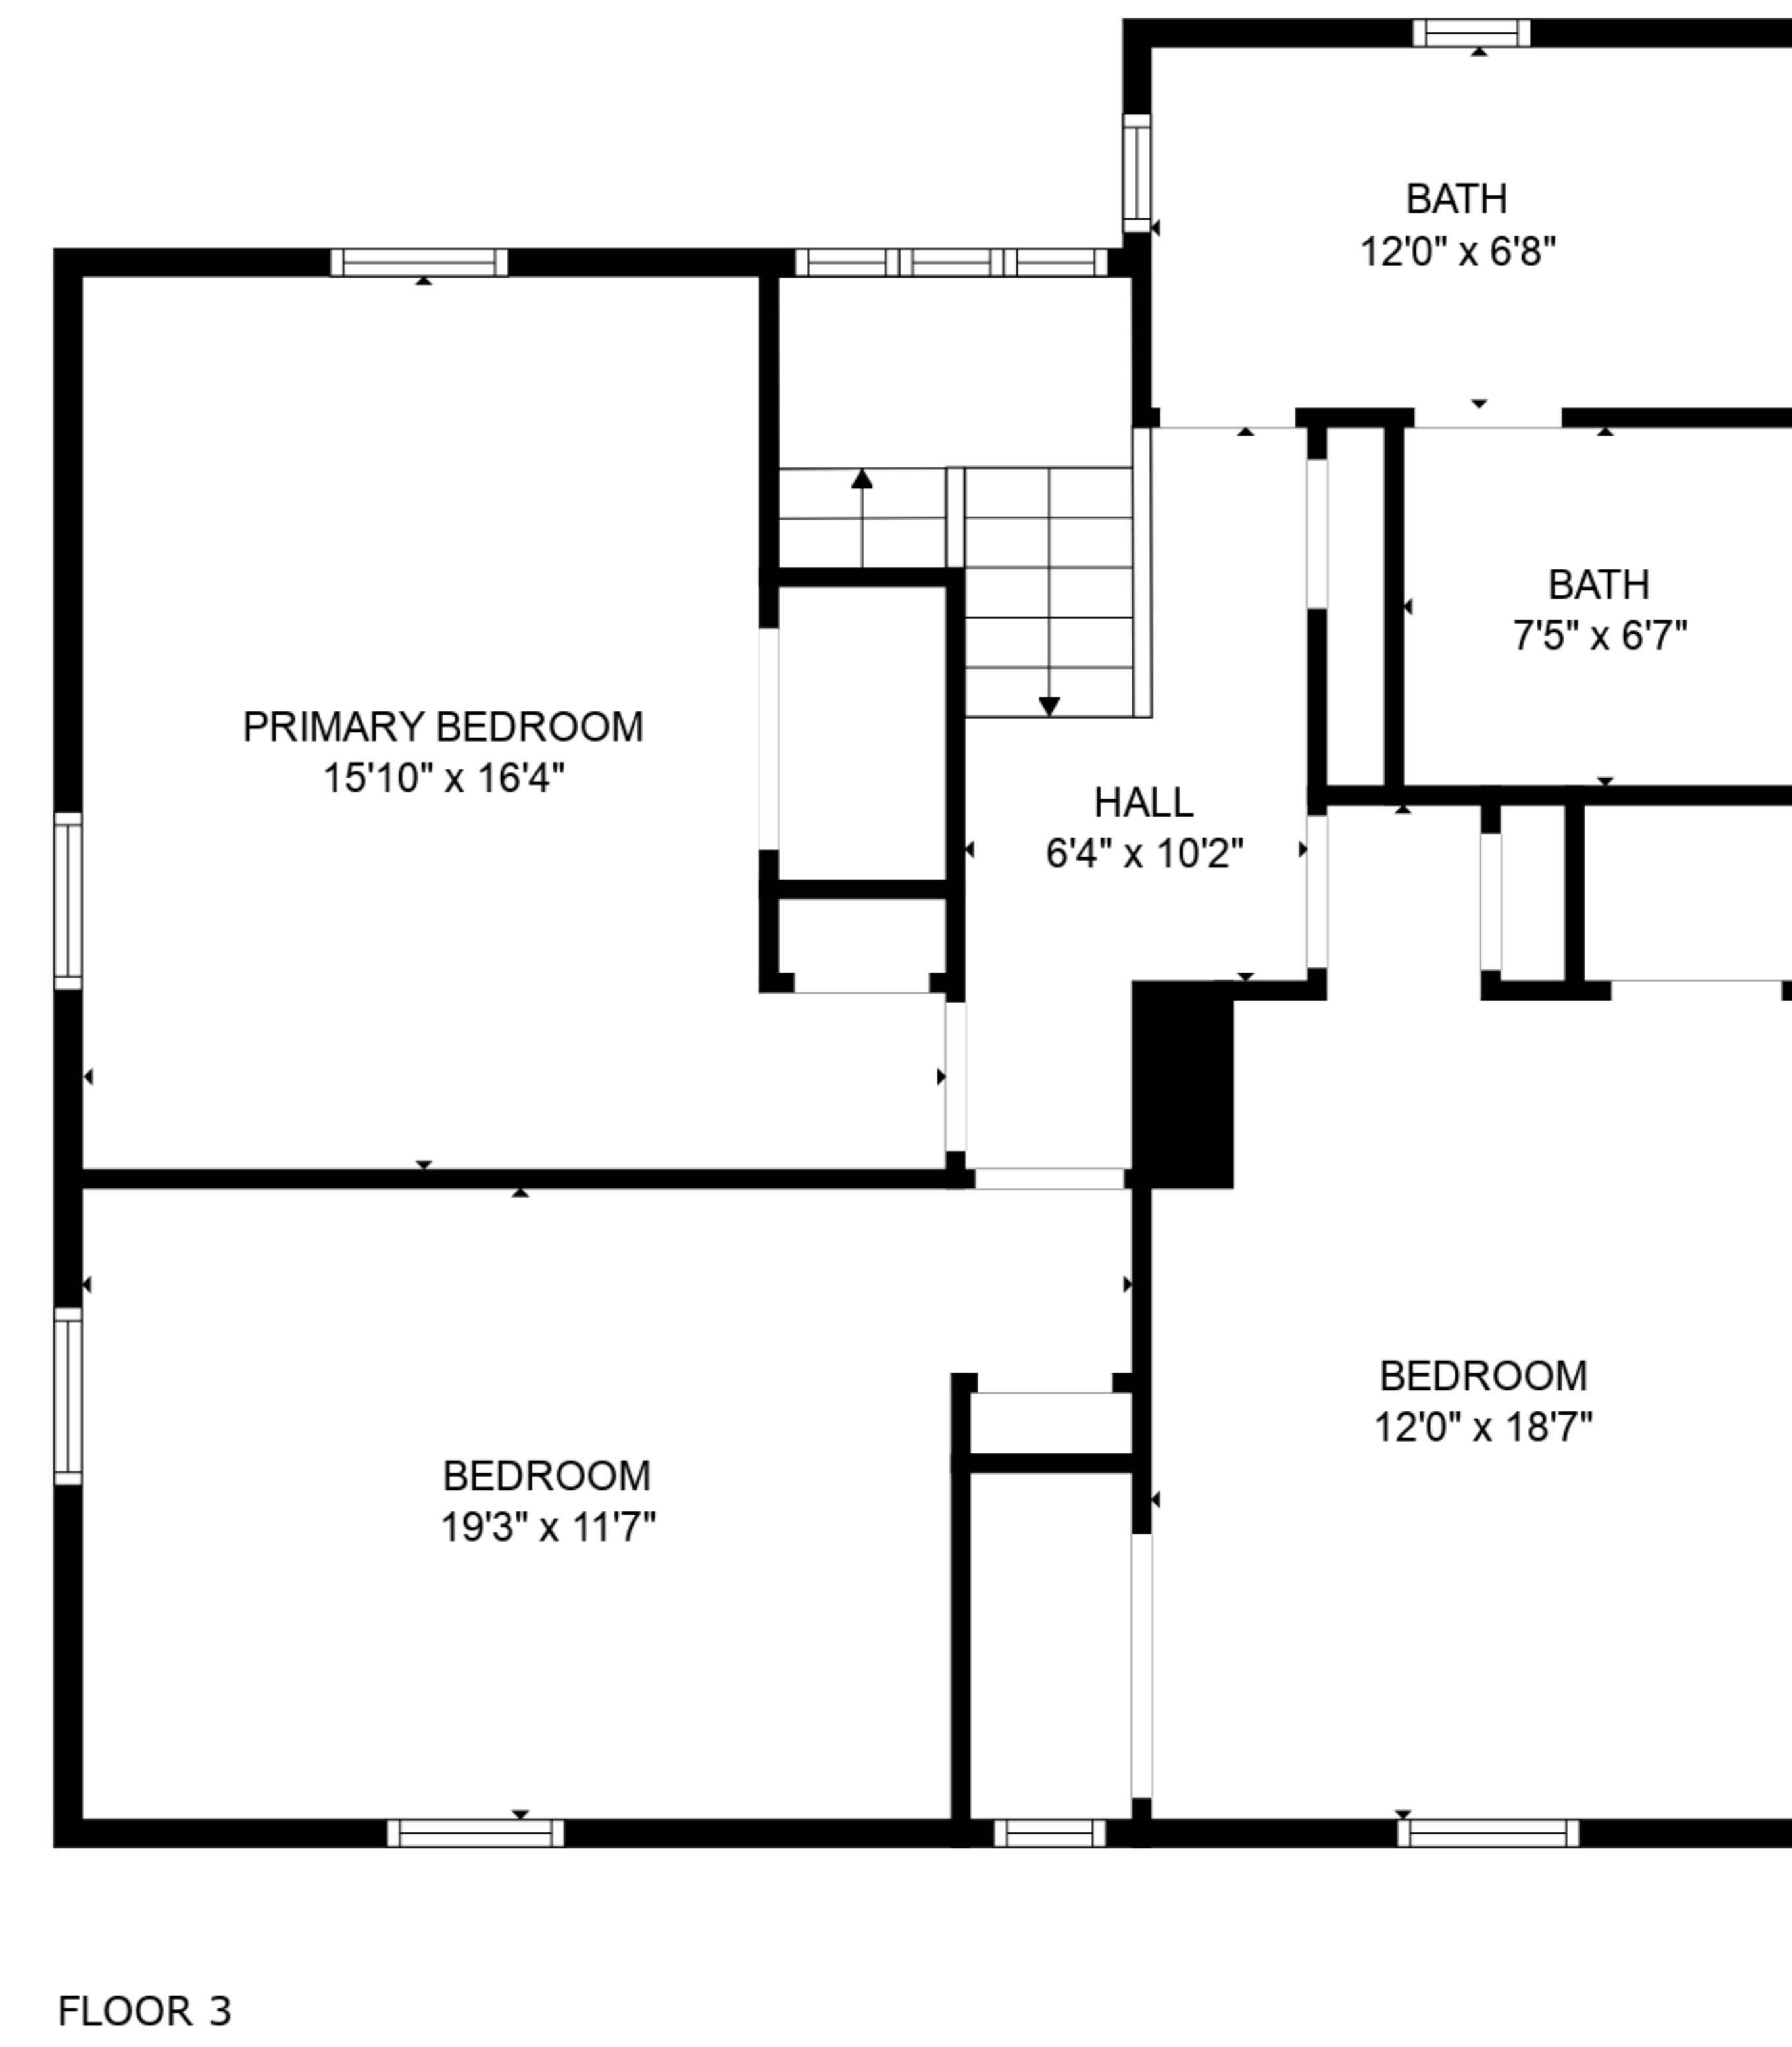 BATH
12'0" x 6'8"
BATH
7'5" x 6'7"
PRIMARY BEDROOM
15'10" x 16'4"
HALL
6'4" x 10'2"
BEDROOM
12'0" x 18'7"
BEDROOM
19'3" x 11'7"
FLOOR 3